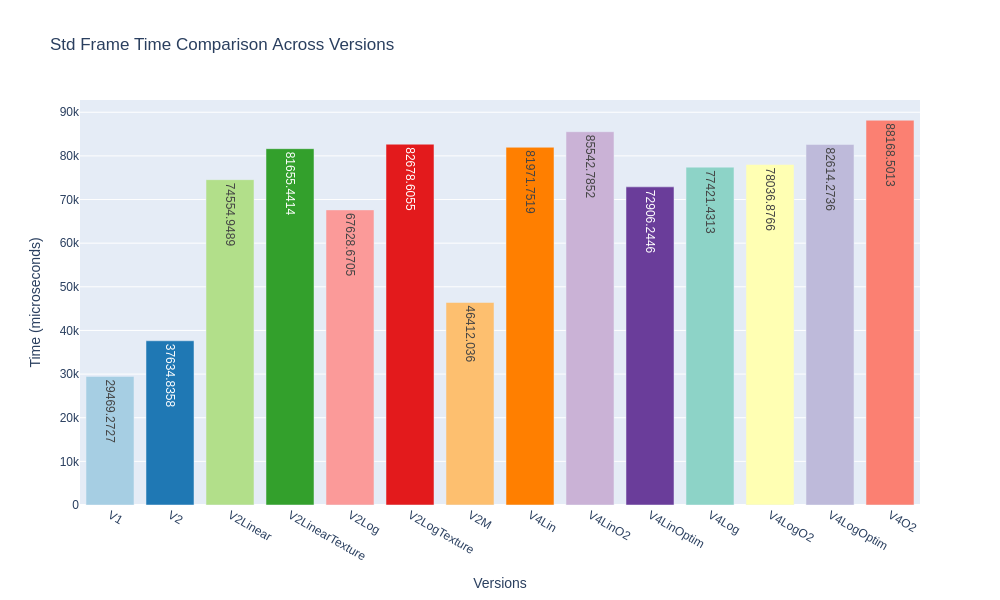 Std Frame Time Comparison Across Versions
Time (microseconds)
90k
80k
70k
60k
50k
40k
30k
20k
10k
0
29469.2727
37634.8358
74554.9489
81655.4414
67628.6705
82678.6055
46412.036
81971.7519
85542.7852
72906.2446
77421.4313
78036.8766
82614.2736
88168.5013
V1
V2
V2Linear
V2LinearTexture
V2Log
V2LogTexture
V2M
V4Lin
V4LinO2
V4LinOptim
V4Log
V4LogO2
V4LogOptim
V4O2
Versions